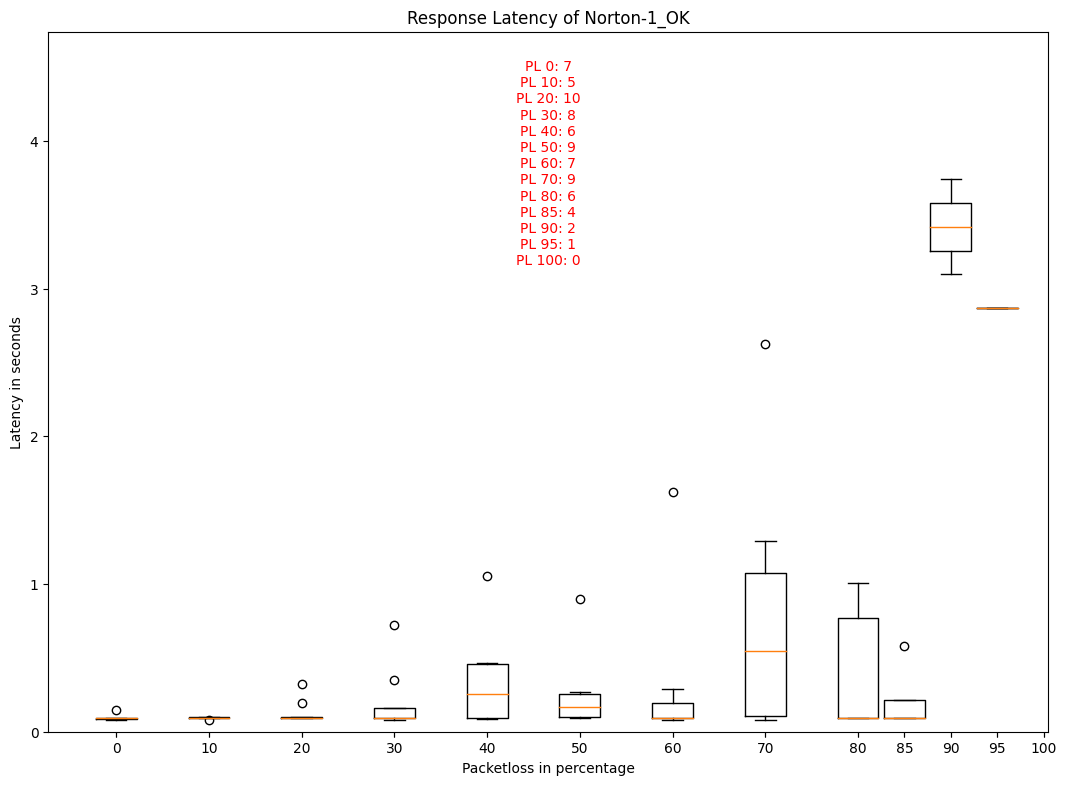 Response Latency of Norton-1_OK
PL 0: 7
PL 10: 5
PL 20: 10
PL 30: 8
PL 40: 6
PL 50: 9
PL 60: 7
PL 70: 9
PL 80: 6
PL 85: 4
PL 90: 2
PL 95: 1
PL 100: 0
Latency in seconds
4
3
2
1
0
0 10 20 30 40 50 60 70 80 85 90 95 100
Packetloss in percentage